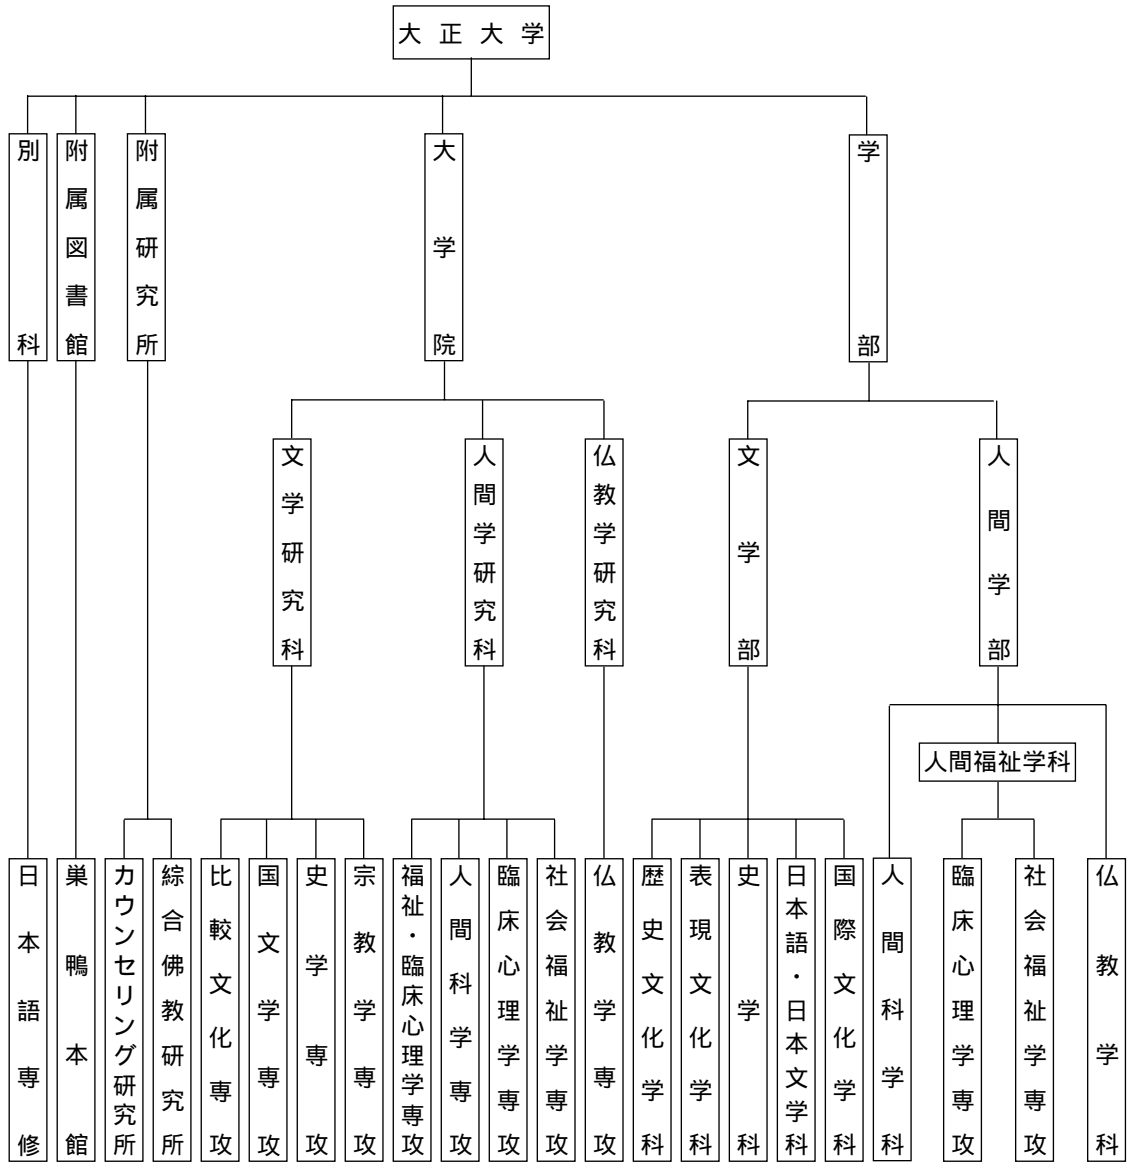 大正大学
学部
大学院
附属研究所
附属図書館
別科
人間学部
文学部
仏教学研究科
人間学研究科
文学研究科
人間福祉学科
仏教学科
社会福祉学専攻
臨床心理学専攻
人間科学科
国際文化学科
日本語・日本文学科
史学科
表現文化学科
歴史文化学科
仏教学専攻
社会福祉学専攻
臨床心理学専攻
人間科学専攻
福祉・臨床心理学専攻
宗教学専攻
史学専攻
国文学専攻
比較文化専攻
綜合佛教研究所
カウンセリング研究所
巣鴨本館
日本語専修